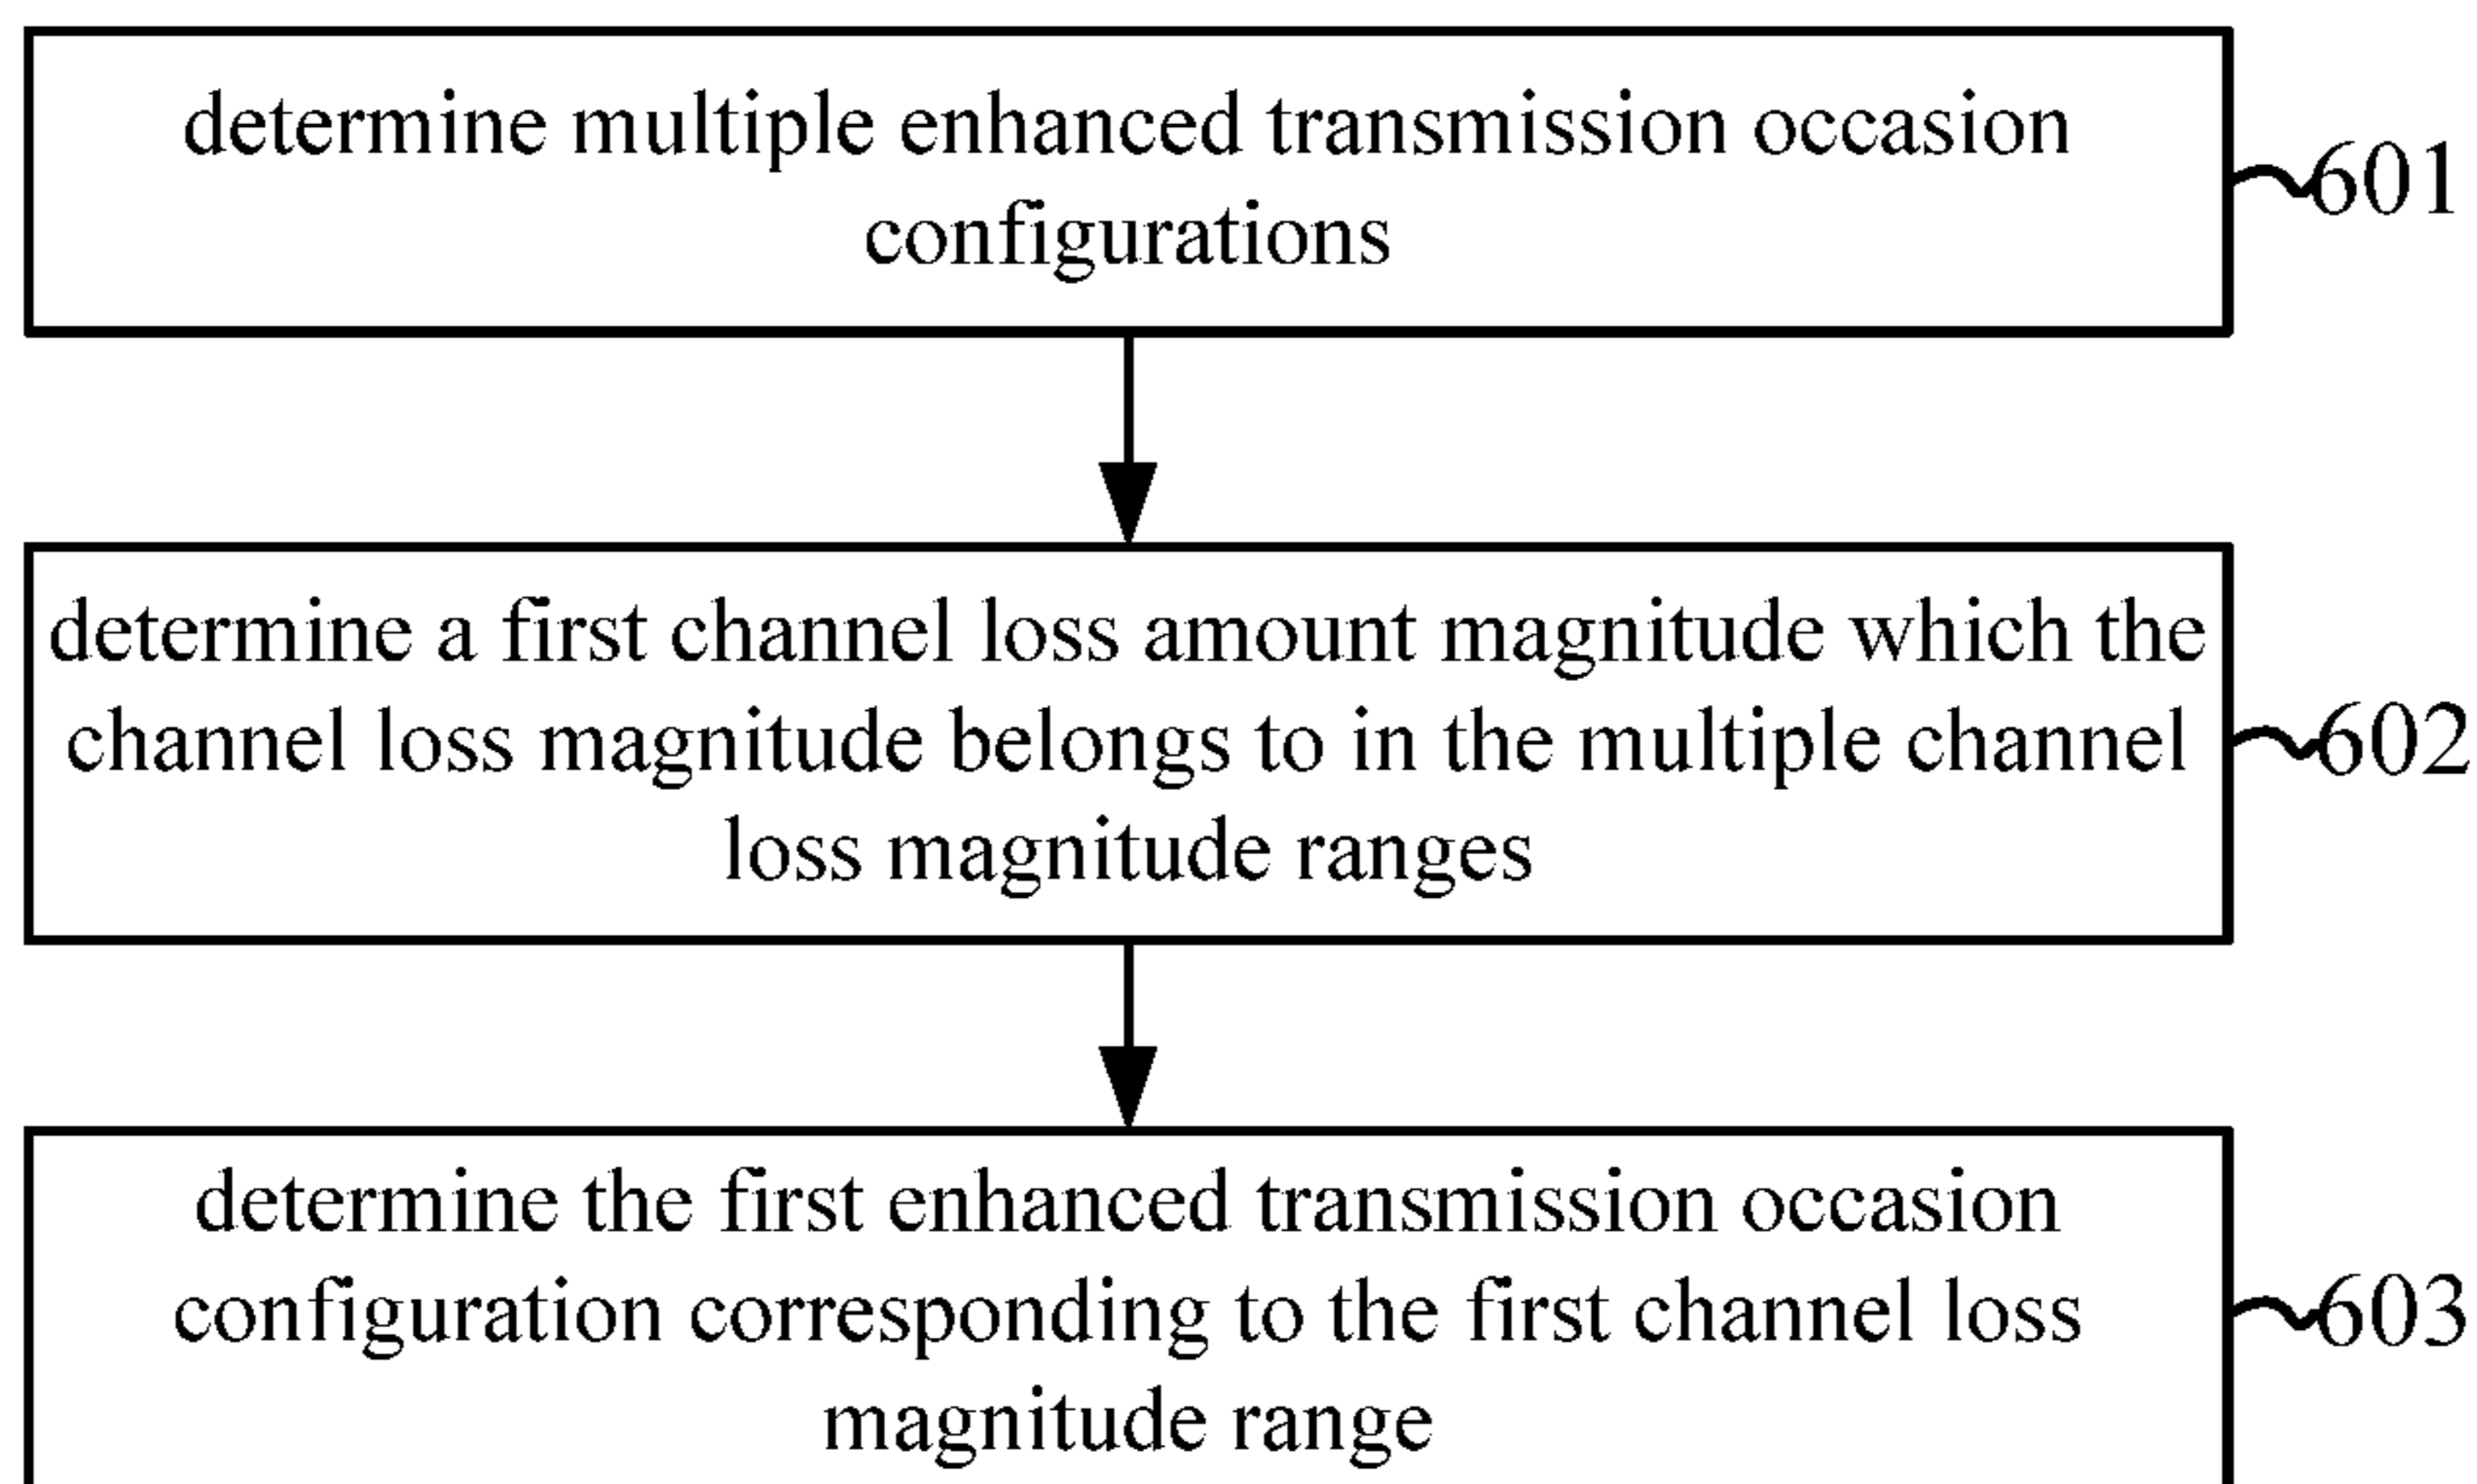 determine multiple enhanced transmission occasion
configurations
601
determine a first channel loss amount magnitude which the
channel loss magnitude belongs to in the multiple channel
loss magnitude ranges
602
determine the first enhanced transmission occasion
configuration corresponding to the first channel loss
magnitude range
603